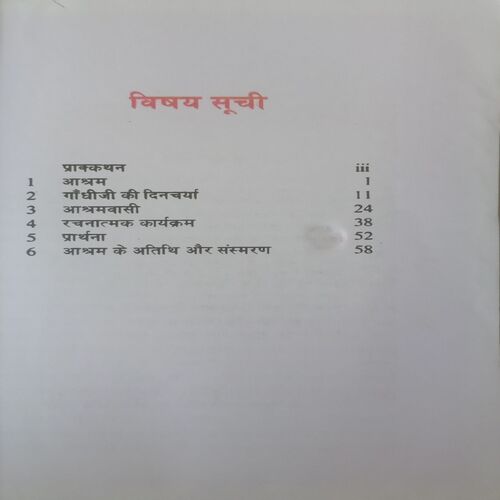 विषय सूची
प्राक्कथन iii
1 आश्रम I
2 गाँधीजी की दिनचर्या 11
3 आश्रमवासी 24
4 रचनात्मक कार्यक्रम 38
5 प्रार्थना 52
6 आश्रम के अतिथि और संस्मरण 58